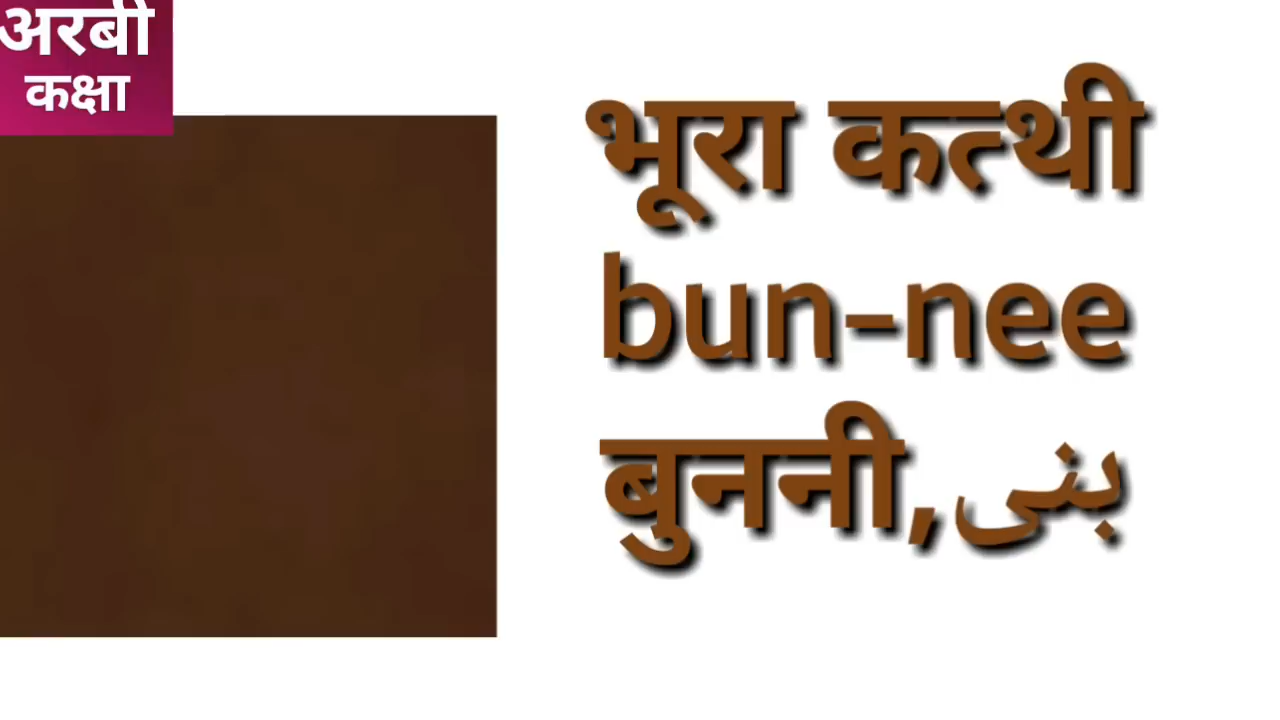 अरबी
कक्षा
भूरा कत्थी
bun-nee
बुननी,بنی